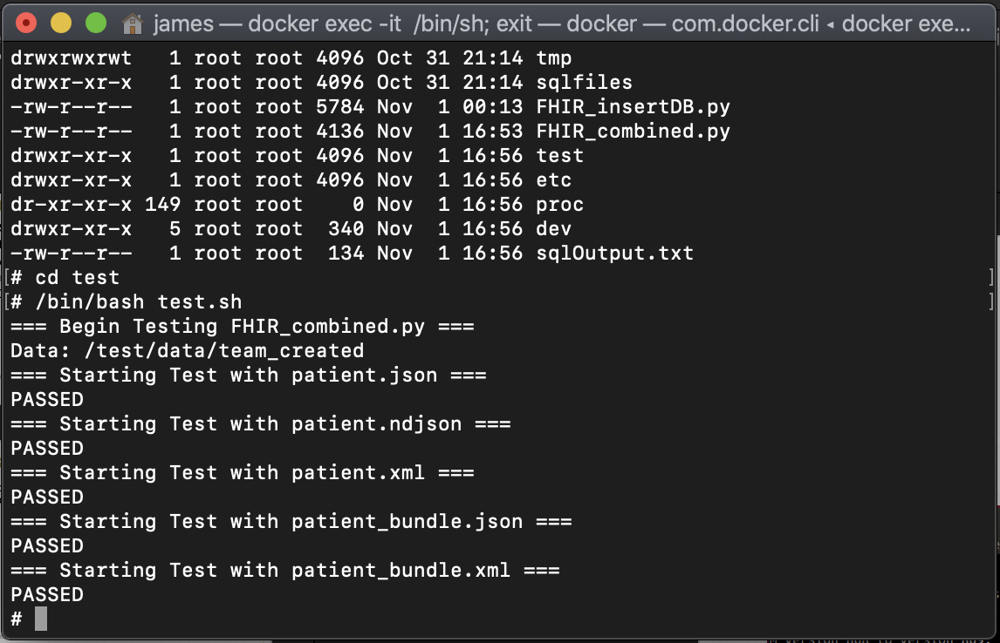 james — docker exec -it /bin/sh; exit — docker — com.docker.cli ◂ docker exe...
drwxrwxrwt   1 root root 4096 Oct 31 21:14 tmp
drwxr-xr-x   1 root root 4096 Oct 31 21:14 sqlfiles
-rw-r--r--   1 root root 5784 Nov  1 00:13 FHIR_insertDB.py
-rw-r--r--   1 root root 4136 Nov  1 16:53 FHIR_combined.py
drwxr-xr-x   1 root root 4096 Nov  1 16:56 test
drwxr-xr-x   1 root root 4096 Nov  1 16:56 etc
dr-xr-xr-x 149 root root    0 Nov  1 16:56 proc
drwxr-xr-x   5 root root  340 Nov  1 16:56 dev
-rw-r--r--   1 root root  134 Nov  1 16:56 sqlOutput.txt
[# cd test ]
[# /bin/bash test.sh ]
=== Begin Testing FHIR_combined.py ===
Data: /test/data/team_created
=== Starting Test with patient.json ===
PASSED
=== Starting Test with patient.ndjson ===
PASSED
=== Starting Test with patient.xml ===
PASSED
=== Starting Test with patient_bundle.json ===
PASSED
=== Starting Test with patient_bundle.xml ===
PASSED
#